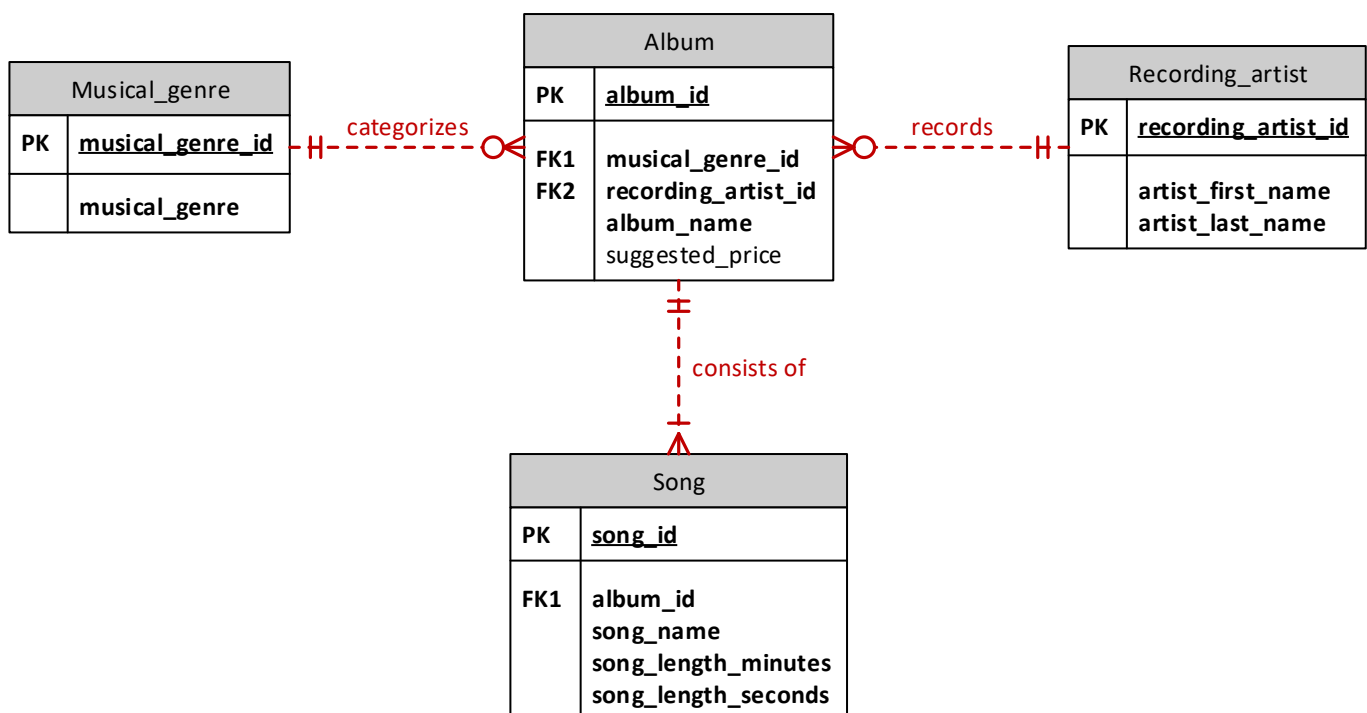 Musical_genre
PK musical_genre_id
musical_genre
categorizes
Album
PK album_id
FK1 musical_genre_id
FK2 recording_artist_id
album_name
suggested_price
records
Recording_artist
PK recording_artist_id
artist_first_name
artist_last_name
consists of
Song
PK song_id
FK1 album_id
song_name
song_length_minutes
song_length_seconds